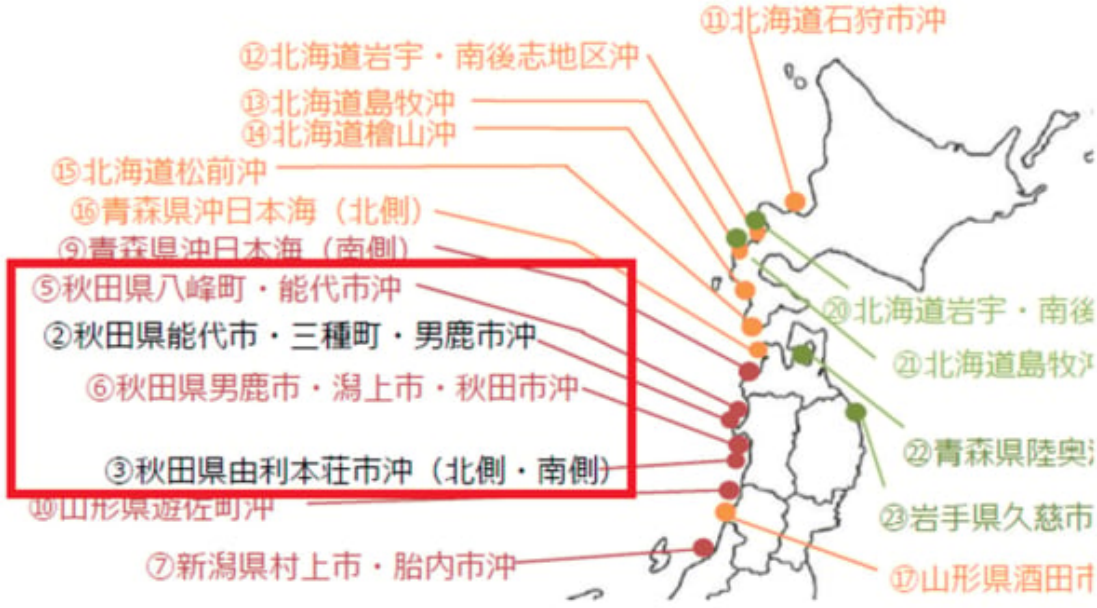 ⑪北海道石狩市沖
⑫北海道岩宇・南後志地区沖
⑬北海道島牧沖
⑭北海道檜山沖
⑮北海道松前沖
⑯青森県沖日本海（北側）
⑨青森県沖日本海（南側）
⑤秋田県八峰町・能代市沖
②秋田県能代市・三種町・男鹿市沖
⑥秋田県男鹿市・潟上市・秋田市沖
③秋田県由利本荘市沖（北側・南側）
⑩山形県遊佐町沖
⑦新潟県村上市・胎内市沖
⑳北海道岩宇・南後
㉑北海道島牧沖
㉒青森県陸奥
㉓岩手県久慈市
⑰山形県酒田市